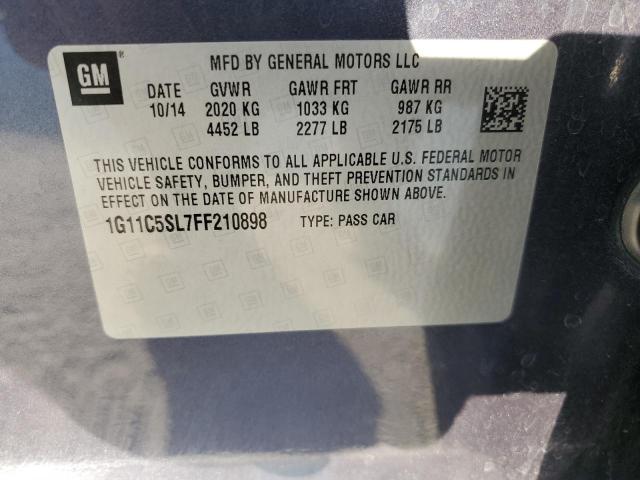 GM ®
MFD BY GENERAL MOTORS LLC
DATE GVWR GAWR FRT GAWR RR
10/14 2020 KG 1033 KG 987 KG
4452 LB 2277 LB 2175 LB
THIS VEHICLE CONFORMS TO ALL APPLICABLE U.S. FEDERAL MOTOR
VEHICLE SAFETY, BUMPER, AND THEFT PREVENTION STANDARDS IN
EFFECT ON THE DATE OF MANUFACTURE SHOWN ABOVE.
1G11C5SL7FF210898 TYPE: PASS CAR